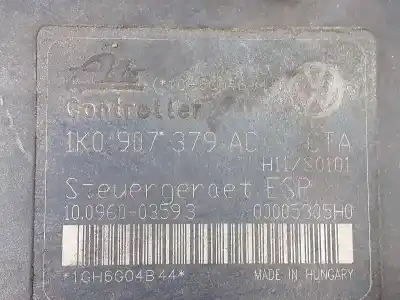 Controller
1K0 907 379 AC CTA
H11/S0101
Steuergeraet ESP
10.0960-0359.3 00005305H0
*1GH6G04B44*
MADE IN HUNGARY